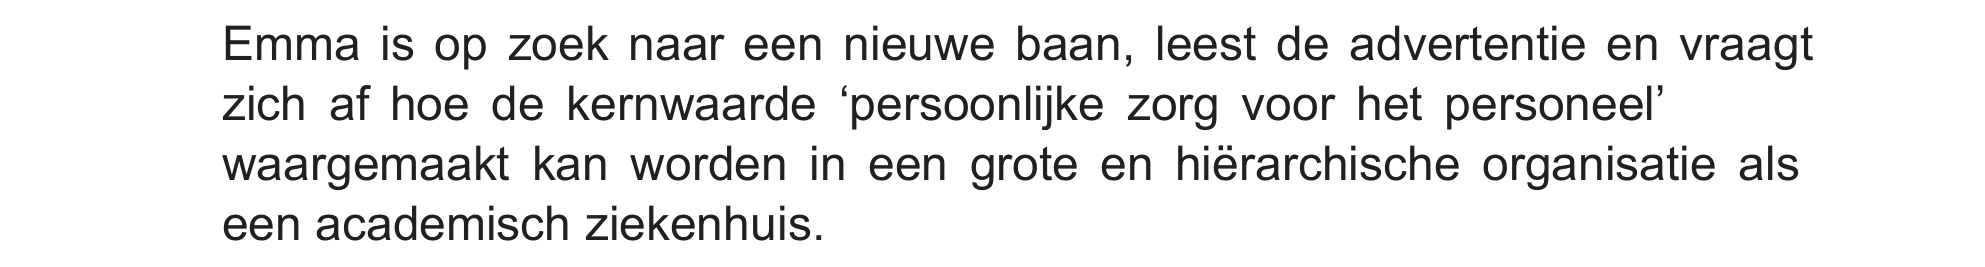 Emma is op zoek naar een nieuwe baan, leest de advertentie en vraagt
zich af hoe de kernwaarde ‘persoonlijke zorg voor het personeel’
waargemaakt kan worden in een grote en hiërarchische organisatie als
een academisch ziekenhuis.